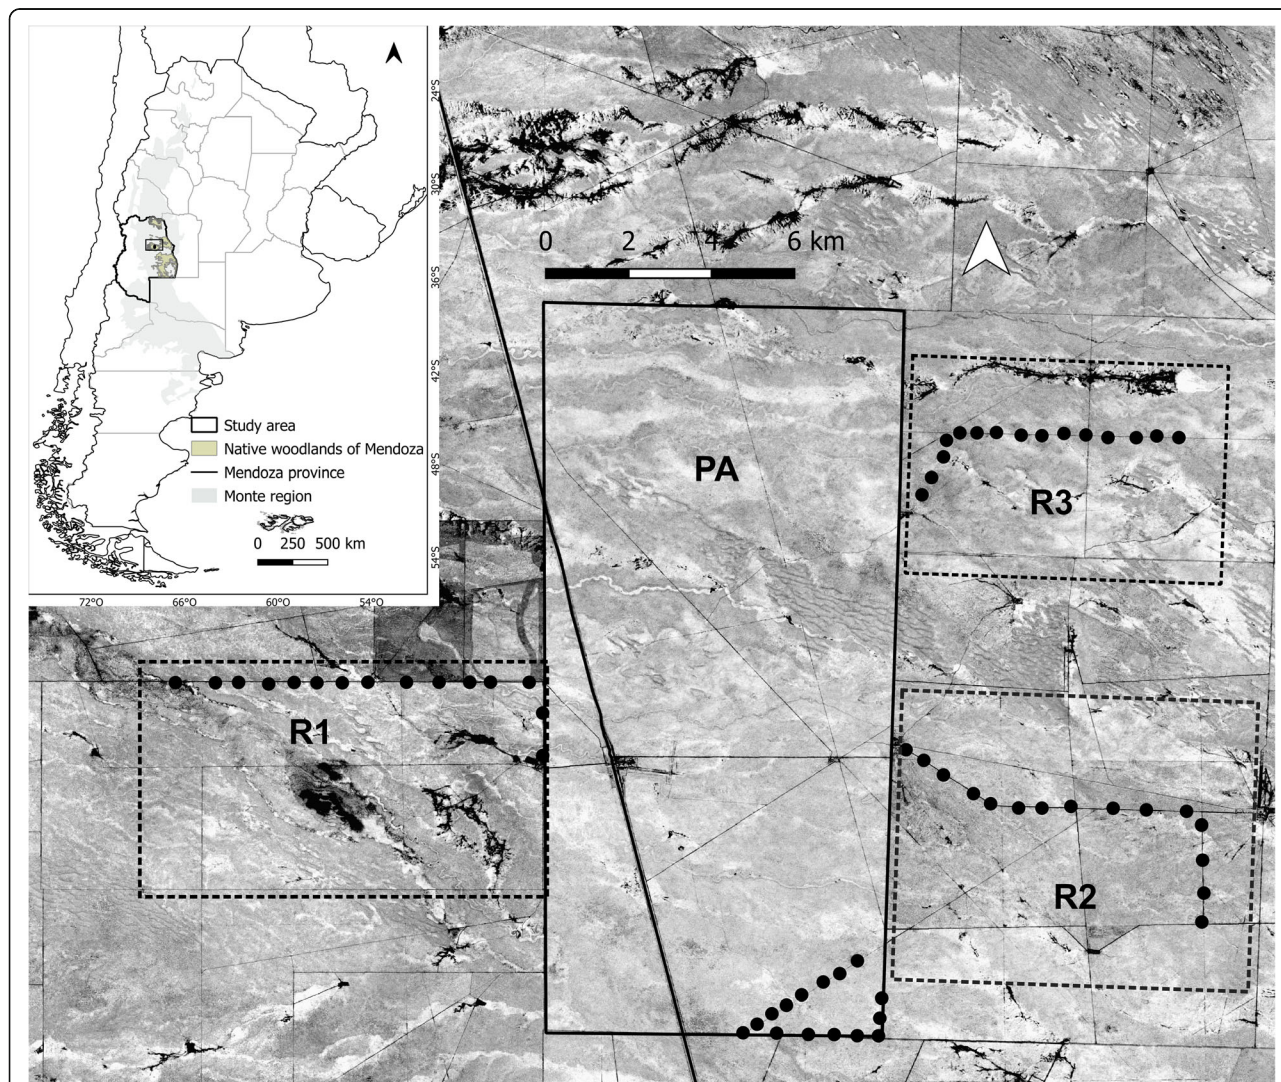 24°S
30°S
36°S
42°S
48°S
54°S
72°O
66°O
60°O
54°O
Study area
Native woodlands of Mendoza
Mendoza province
Monte region
0 250 500 km
0 2 4 6 km
PA
R3
R1
R2